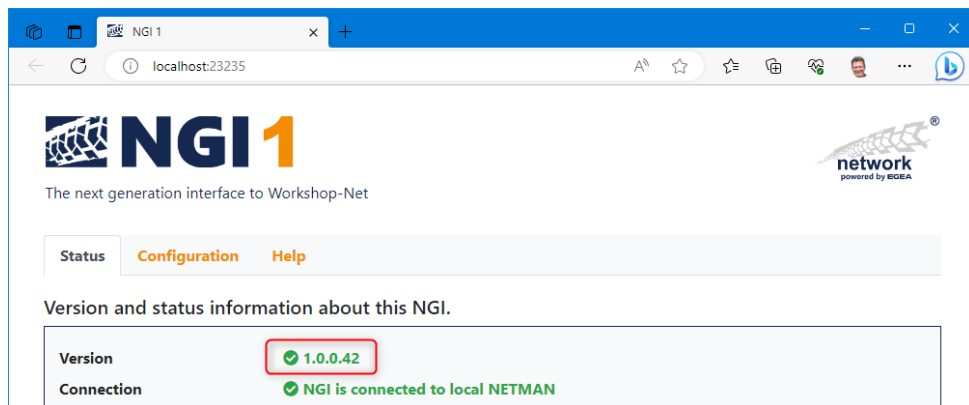 NGI 1
localhost:23235
NGI 1
network
powered by EGEA
®
The next generation interface to Workshop-Net
Status Configuration Help
Version and status information about this NGI.
Version 1.0.0.42
Connection NGI is connected to local NETMAN